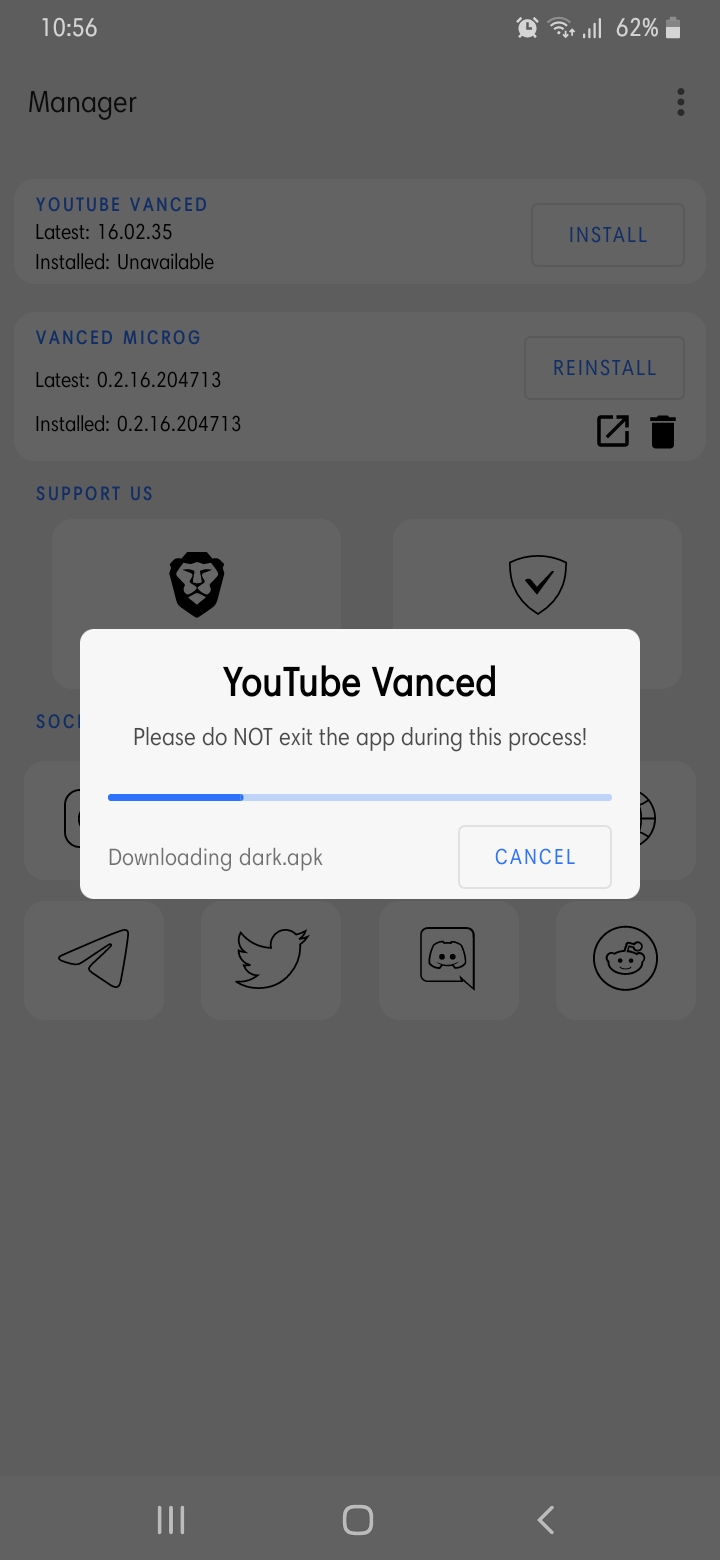 10:56
62%
Manager
YOUTUBE VANCED
Latest: 16.02.35
Installed: Unavailable
INSTALL
VANCED MICROG
Latest: 0.2.16.204713
Installed: 0.2.16.204713
REINSTALL
SUPPORT US
YouTube Vanced
Please do NOT exit the app during this process!
Downloading dark.apk
CANCEL